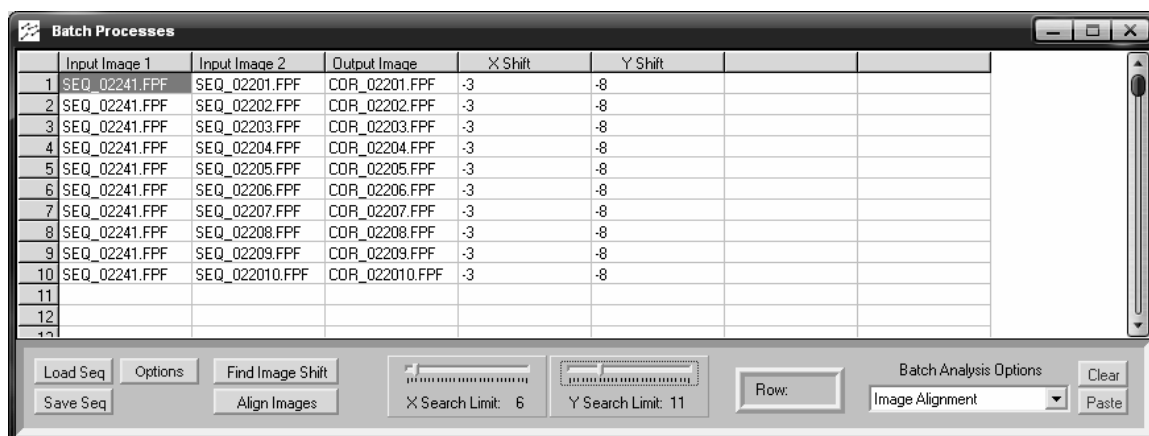 Batch Processes
Input Image 1 Input Image 2 Output Image X Shift Y Shift
1 SEQ_02241.FPF SEQ_02201.FPF COR_02201.FPF -3 -8
2 SEQ_02241.FPF SEQ_02202.FPF COR_02202.FPF -3 -8
3 SEQ_02241.FPF SEQ_02203.FPF COR_02203.FPF -3 -8
4 SEQ_02241.FPF SEQ_02204.FPF COR_02204.FPF -3 -8
5 SEQ_02241.FPF SEQ_02205.FPF COR_02205.FPF -3 -8
6 SEQ_02241.FPF SEQ_02206.FPF COR_02206.FPF -3 -8
7 SEQ_02241.FPF SEQ_02207.FPF COR_02207.FPF -3 -8
8 SEQ_02241.FPF SEQ_02208.FPF COR_02208.FPF -3 -8
9 SEQ_02241.FPF SEQ_02209.FPF COR_02209.FPF -3 -8
10 SEQ_02241.FPF SEQ_022010.FPF COR_022010.FPF -3 -8
11
12
Load Seq Options Find Image Shift Batch Analysis Options Clear
Save Seq Align Images X Search Limit: 6 Y Search Limit: 11 Row: Image Alignment Paste